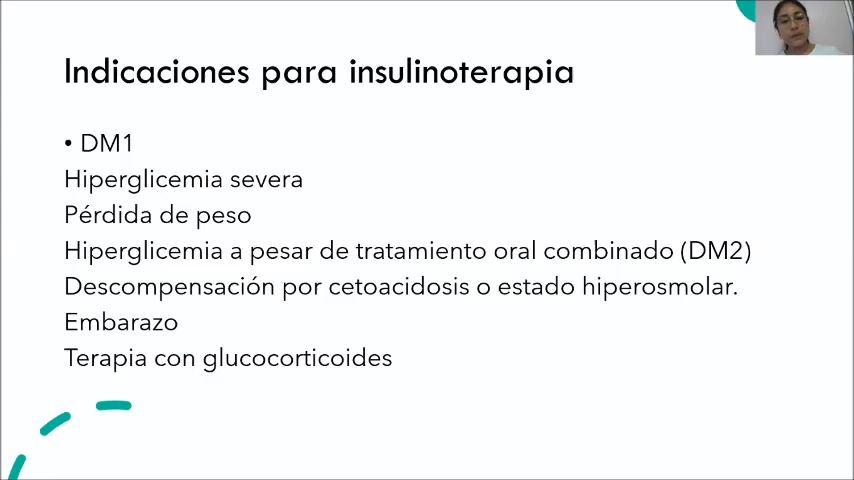 Indicaciones para insulinoterapia
• DM1
Hiperglicemia severa
Pérdida de peso
Hiperglicemia a pesar de tratamiento oral combinado (DM2)
Descompensación por cetoacidosis o estado hiperosmolar.
Embarazo
Terapia con glucocorticoides